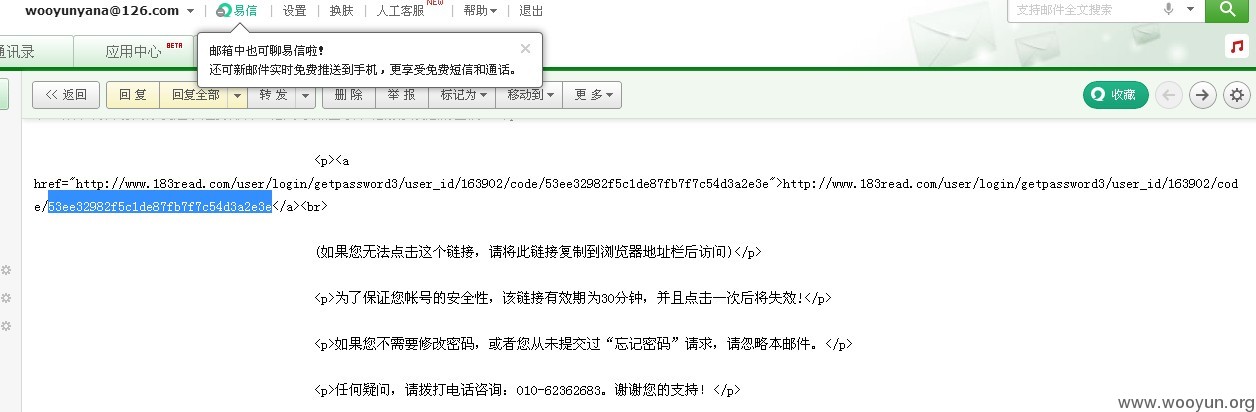 wooyunyana@126.com 易信 设置 换肤 人工客服 NEW 帮助 退出 支持邮件全文搜索
邮箱中也可聊易信啦!
还可新邮件实时免费推送到手机,更享受免费短信和通话。
通讯录 应用中心 BETA
<< 返回 回复 回复全部 转发 删除 举报 标记为 移动到 更多 收藏
<p><a
href="http://www.183read.com/user/login/getpassword3/user_id/163902/code/53ee32982f5c1de87fb7f7c54d3a2e3e">http://www.183read.com/user/login/getpassword3/user_id/163902/cod
e/53ee32982f5c1de87fb7f7c54d3a2e3e</a><br>
(如果您无法点击这个链接，请将此链接复制到浏览器地址栏后访问)</p>
<p>为了保证您帐号的安全性，该链接有效期为30分钟，并且点击一次后将失效!</p>
<p>如果您不需要修改密码，或者您从未提交过“忘记密码”请求，请忽略本邮件。</p>
<p>任何疑问，请拨打电话咨询：010-62362683。谢谢您的支持！</p>
www.wooyun.org